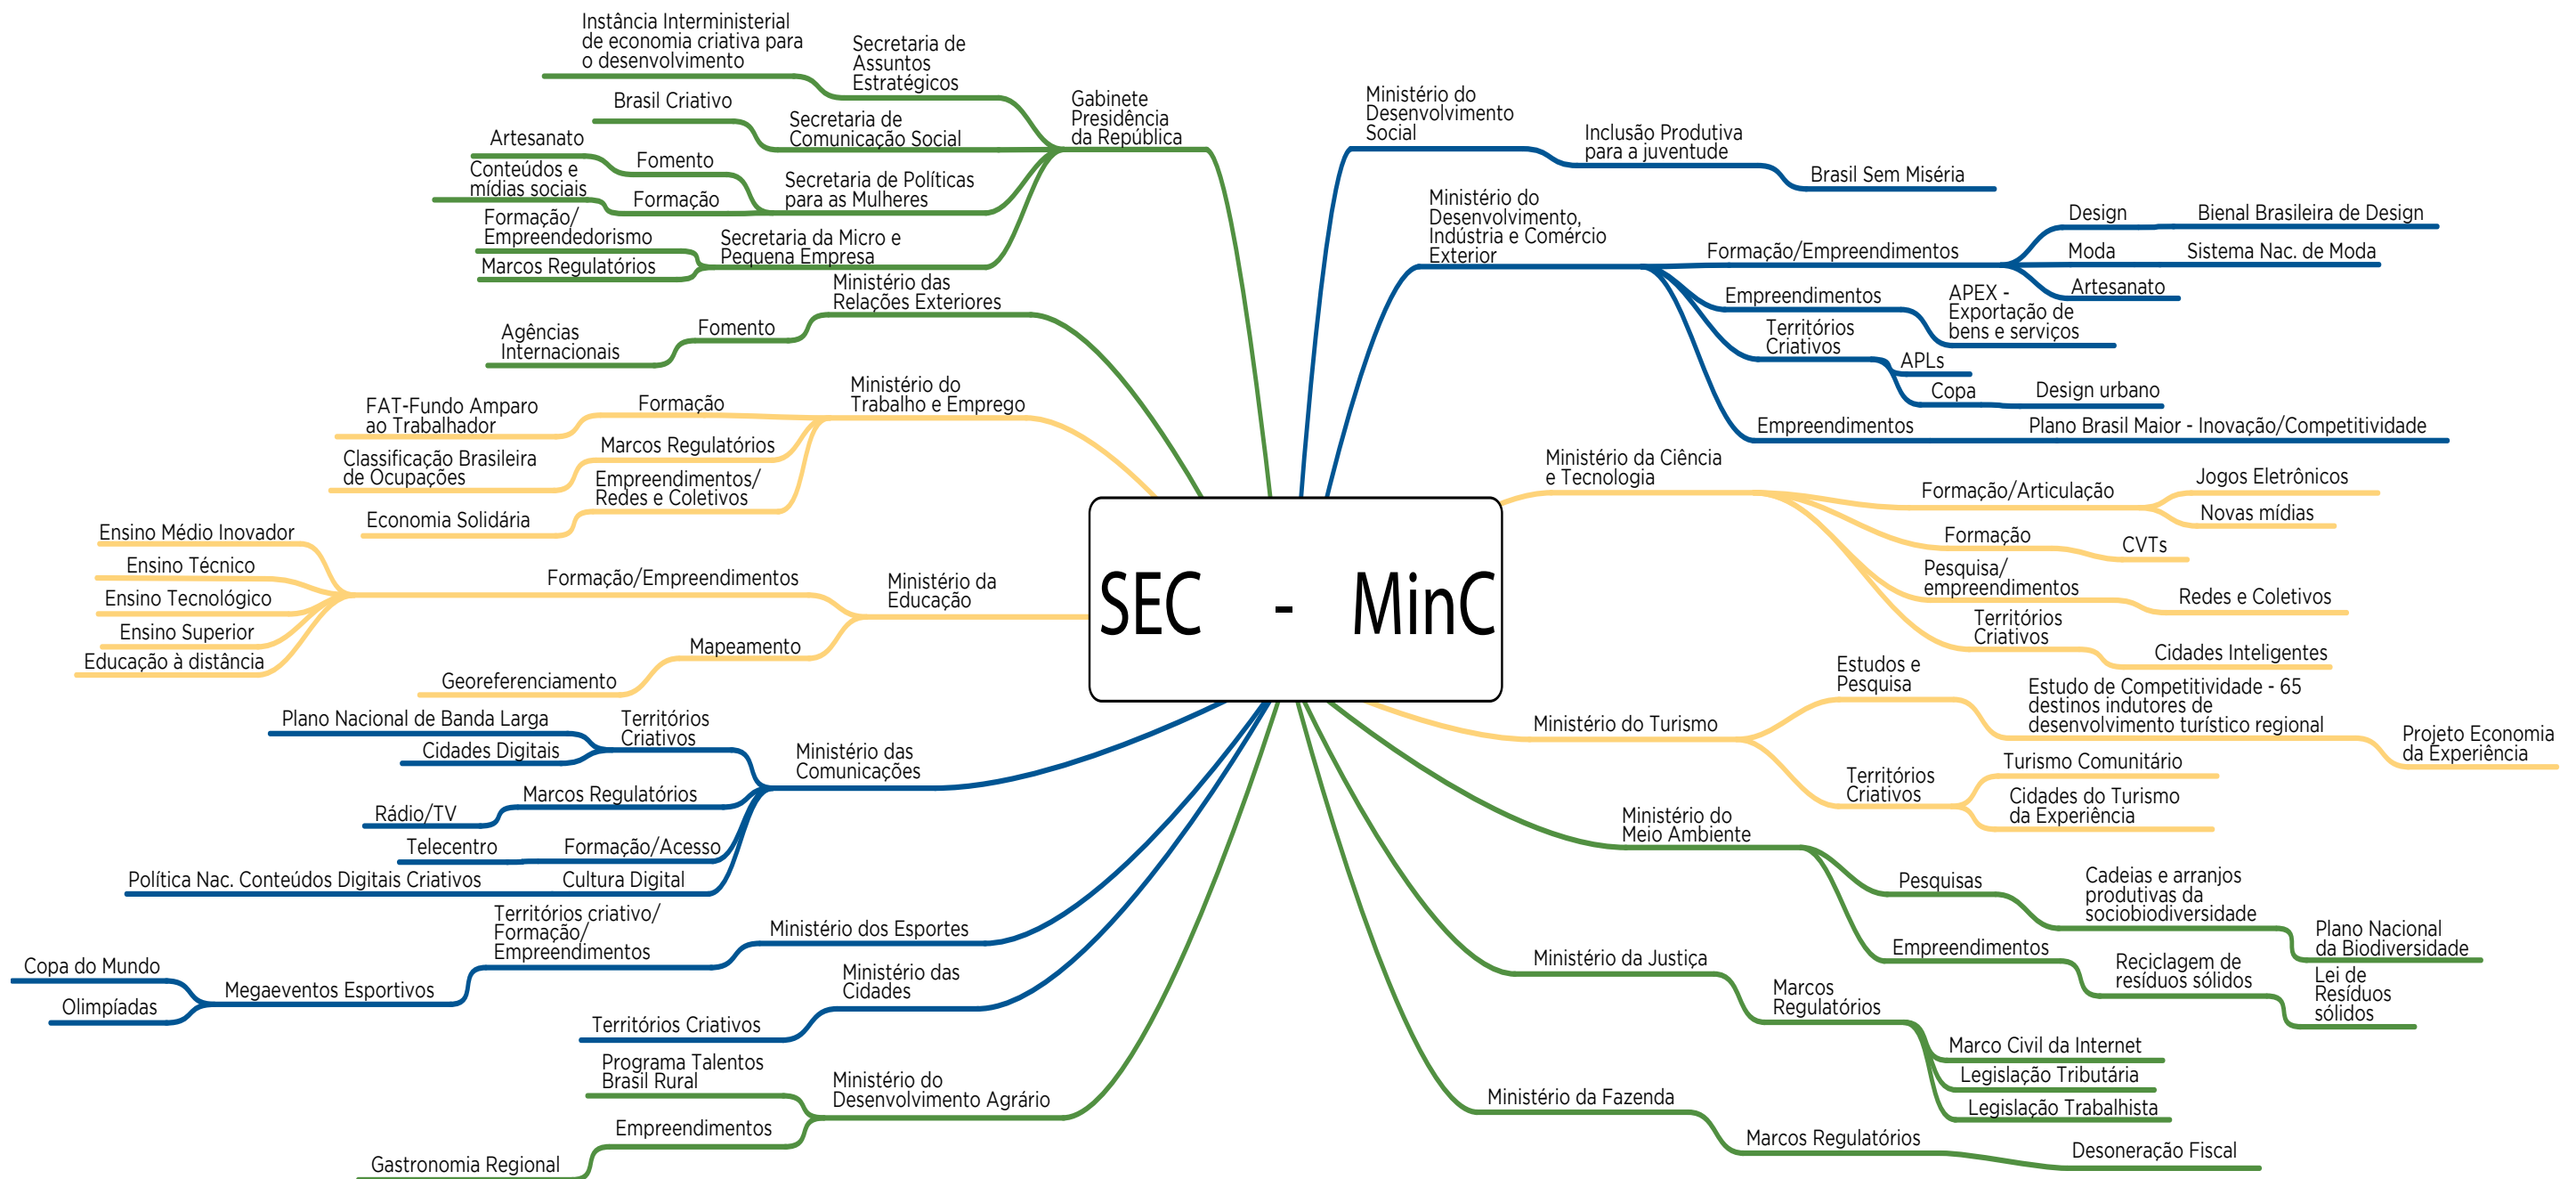 Instância Interministerial
de economia criativa para
o desenvolvimento
Secretaria de
Assuntos
Estratégicos
Brasil Criativo
Secretaria de
Comunicação Social
Gabinete
Presidência
da República
Artesanato
Fomento
Conteúdos e
mídias sociais
Formação
Secretaria de Políticas
para as Mulheres
Formação/
Empreendedorismo
Marcos Regulatórios
Secretaria da Micro e
Pequena Empresa
Ministério das
Relações Exteriores
Fomento
Agências
Internacionais
Ministério do
Trabalho e Emprego
Formação
FAT-Fundo Amparo
ao Trabalhador
Marcos Regulatórios
Classificação Brasileira
de Ocupações
Empreendimentos/
Redes e Coletivos
Economia Solidária
Ensino Médio Inovador
Ensino Técnico
Ensino Tecnológico
Ensino Superior
Educação à distância
Formação/Empreendimentos
Ministério da
Educação
Mapeamento
Georeferenciamento
Plano Nacional de Banda Larga
Cidades Digitais
Territórios
Criativos
Ministério das
Comunicações
Marcos Regulatórios
Rádio/TV
Telecentro
Formação/Acesso
Política Nac. Conteúdos Digitais Criativos
Cultura Digital
Territórios criativo/
Formação/
Empreendimentos
Ministério dos Esportes
Copa do Mundo
Olimpíadas
Megaeventos Esportivos
Ministério das
Cidades
Territórios Criativos
Programa Talentos
Brasil Rural
Ministério do
Desenvolvimento Agrário
Empreendimentos
Gastronomia Regional
SEC - MinC
Ministério do
Desenvolvimento
Social
Inclusão Produtiva
para a juventude
Brasil Sem Miséria
Ministério do
Desenvolvimento,
Indústria e Comércio
Exterior
Formação/Empreendimentos
Design
Bienal Brasileira de Design
Moda
Sistema Nac. de Moda
Artesanato
Empreendimentos
APEX -
Exportação de
bens e serviços
Territórios
Criativos
APLs
Copa
Design urbano
Empreendimentos
Plano Brasil Maior - Inovação/Competitividade
Ministério da Ciência
e Tecnologia
Formação/Articulação
Jogos Eletrônicos
Novas mídias
Formação
CVTs
Pesquisa/
empreendimentos
Redes e Coletivos
Territórios
Criativos
Cidades Inteligentes
Ministério do Turismo
Estudos e
Pesquisa
Estudo de Competitividade - 65
destinos indutores de
desenvolvimento turístico regional
Projeto Economia
da Experiência
Territórios
Criativos
Turismo Comunitário
Cidades do Turismo
da Experiência
Ministério do
Meio Ambiente
Pesquisas
Cadeias e arranjos
produtivas da
sociobiodiversidade
Plano Nacional
da Biodiversidade
Empreendimentos
Reciclagem de
resíduos sólidos
Lei de
Resíduos
sólidos
Ministério da Justiça
Marcos
Regulatórios
Marco Civil da Internet
Legislação Tributária
Legislação Trabalhista
Ministério da Fazenda
Marcos Regulatórios
Desoneração Fiscal